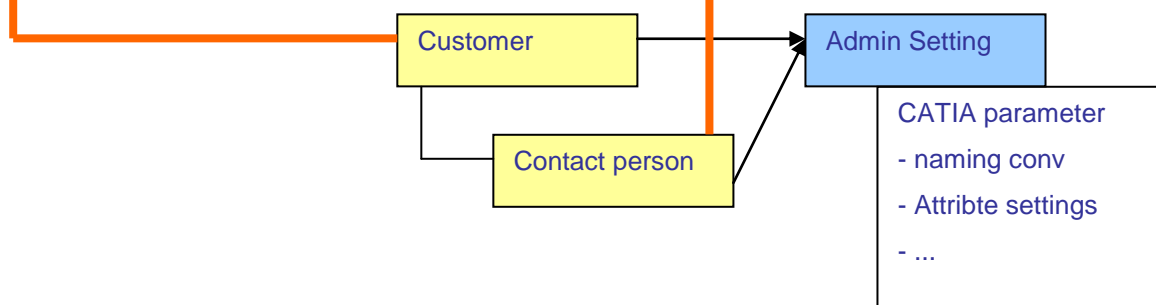 Customer
Admin Setting
CATIA parameter
- naming conv
Contact person
- Attribte settings
- ...